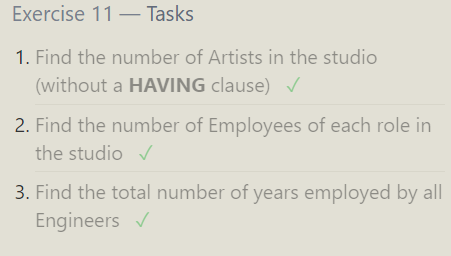 Exercise 11 — Tasks
1. Find the number of Artists in the studio
(without a HAVING clause) ✓
2. Find the number of Employees of each role in
the studio ✓
3. Find the total number of years employed by all
Engineers ✓